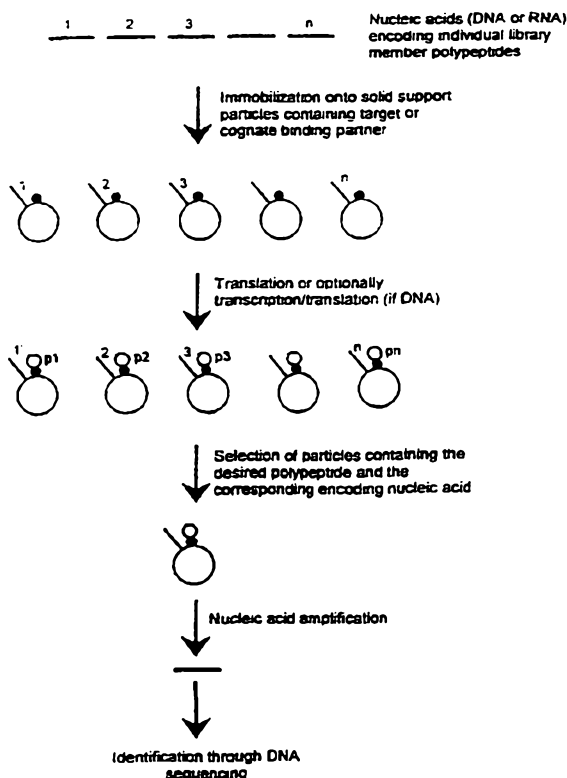 1 2 3 n
Nucleic acids (DNA or RNA)
encoding individual library
member polypeptides
Immobilization onto solid support
particles containing target or
cognate binding partner
1 2 3 n
Translation or optionally
transcription/translation (if DNA)
1 p1 2 p2 3 p3 n pn
Selection of particles containing the
desired polypeptide and the
corresponding encoding nucleic acid
Nucleic acid amplification
Identification through DNA
sequencing